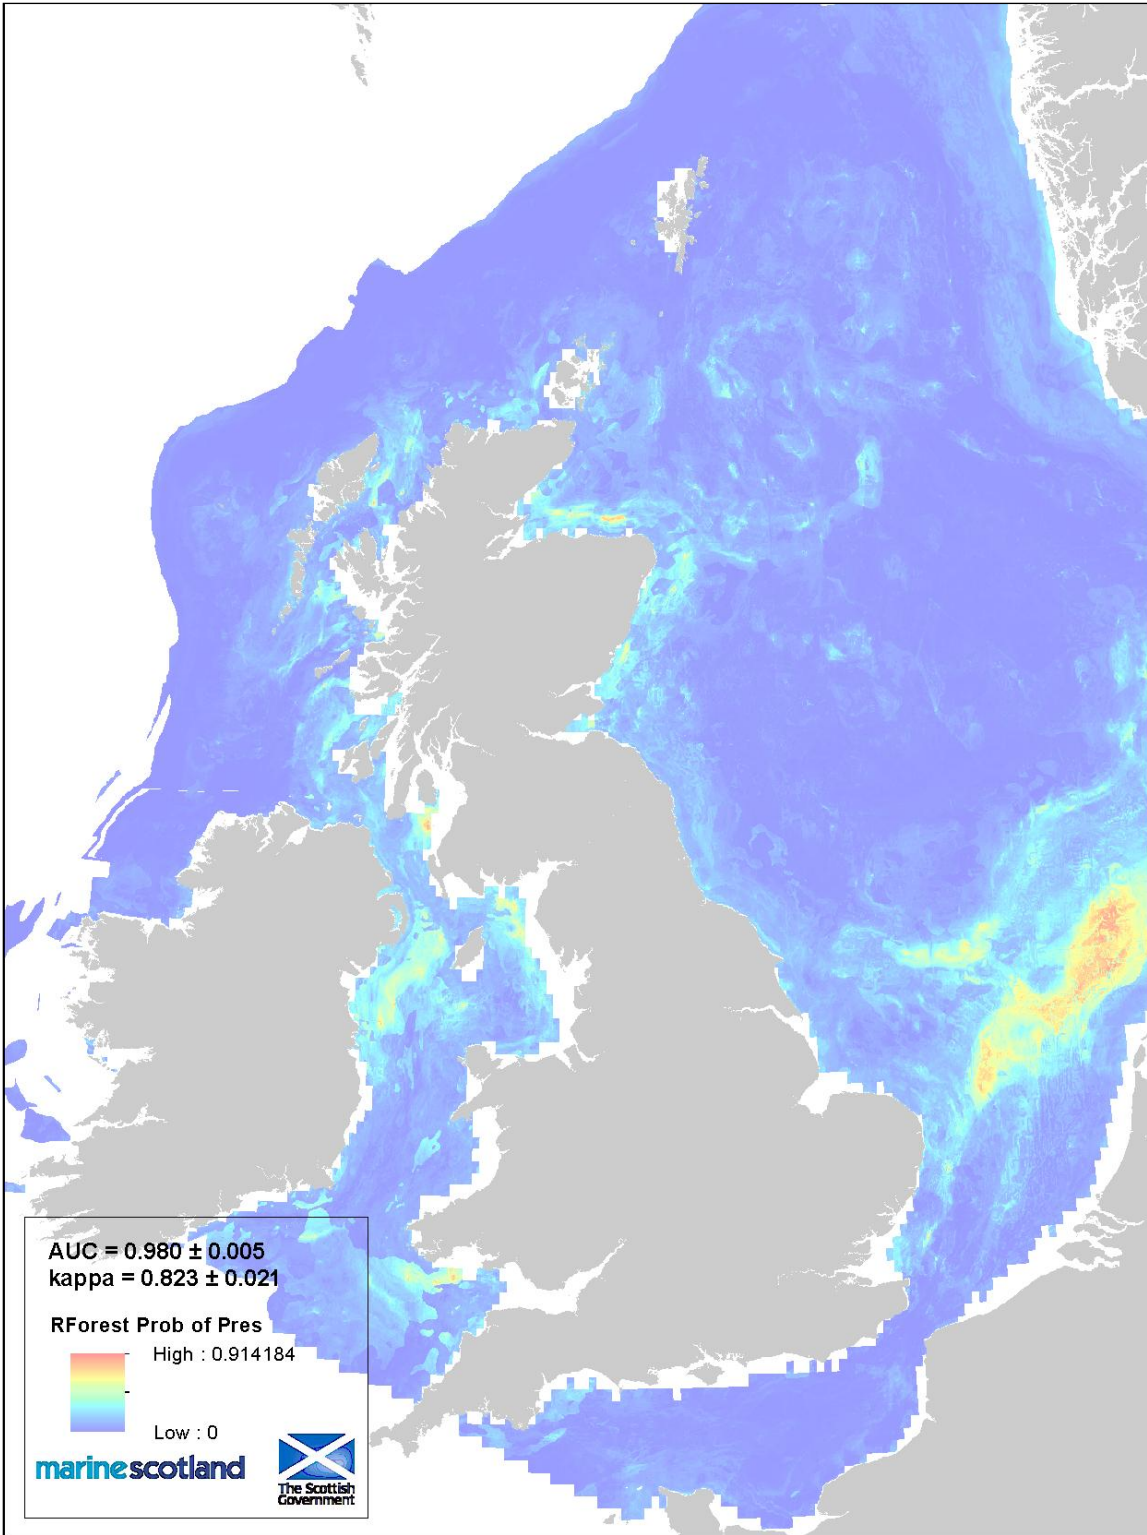 AUC = 0.980 ± 0.005
kappa = 0.823 ± 0.021
RForest Prob of Pres
High : 0.914184
Low : 0
marinescotland
The Scottish
Government